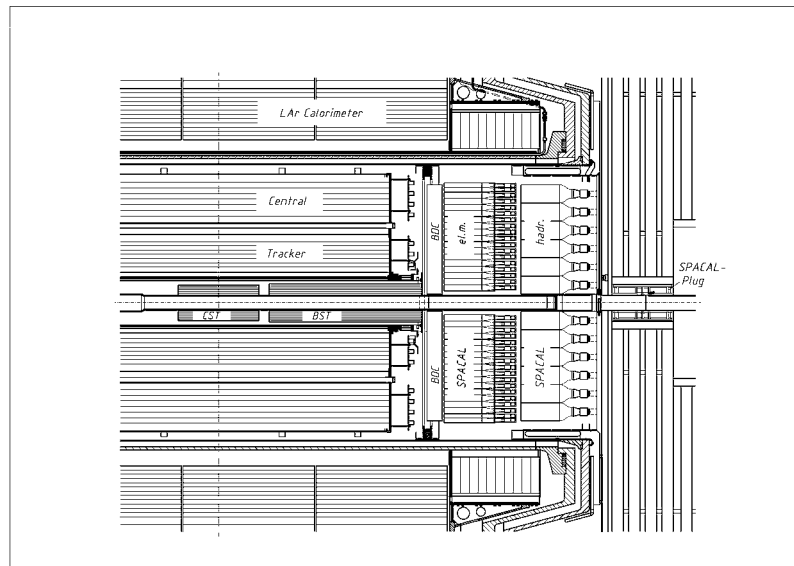 LAr Calorimeter
Central
Tracker
BDC
el.m.
hadr.
SPACAL-
Plug
CST
BST
BDC
SPACAL
SPACAL